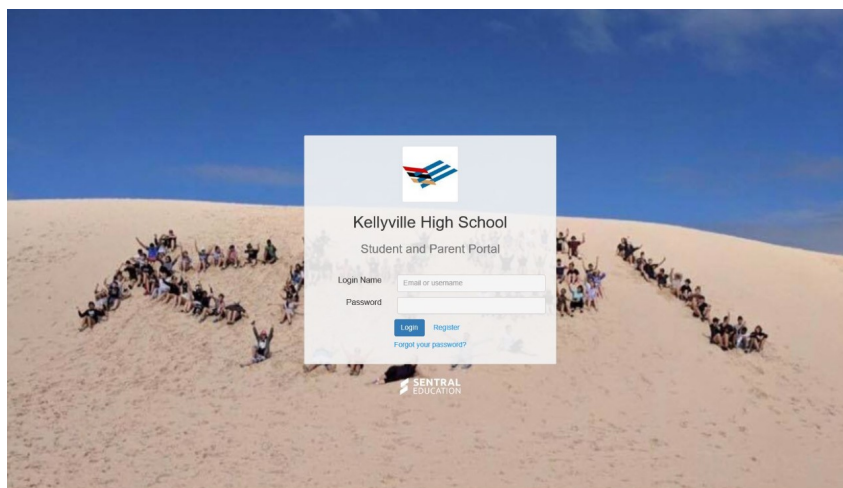 Kellyville High School
Student and Parent Portal
Login Name Email or username
Password
Login Register
Forgot your password?
SENTRAL
EDUCATION